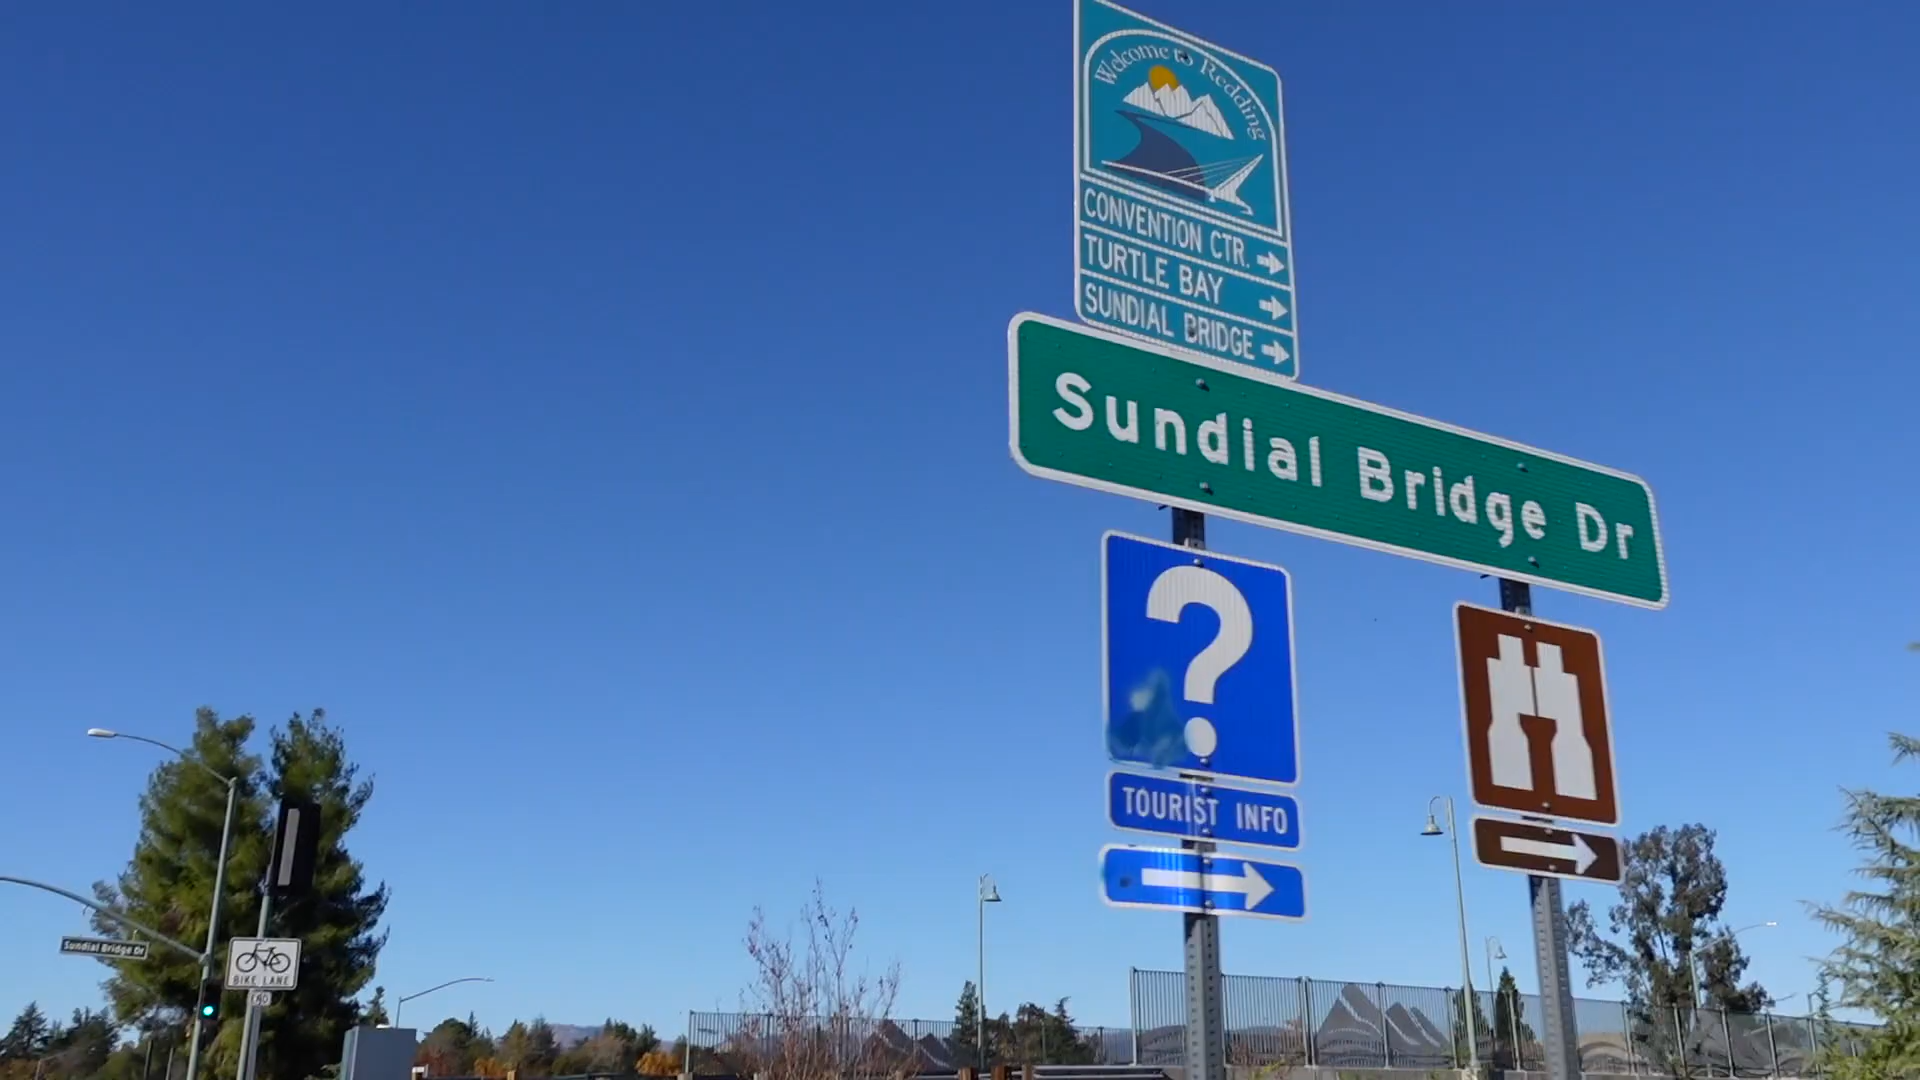 Welcome to Redding
CONVENTION CTR.
TURTLE BAY
SUNDIAL BRIDGE
Sundial Bridge Dr
?
TOURIST INFO
Sundial Bridge Dr
BIKE LANE
END